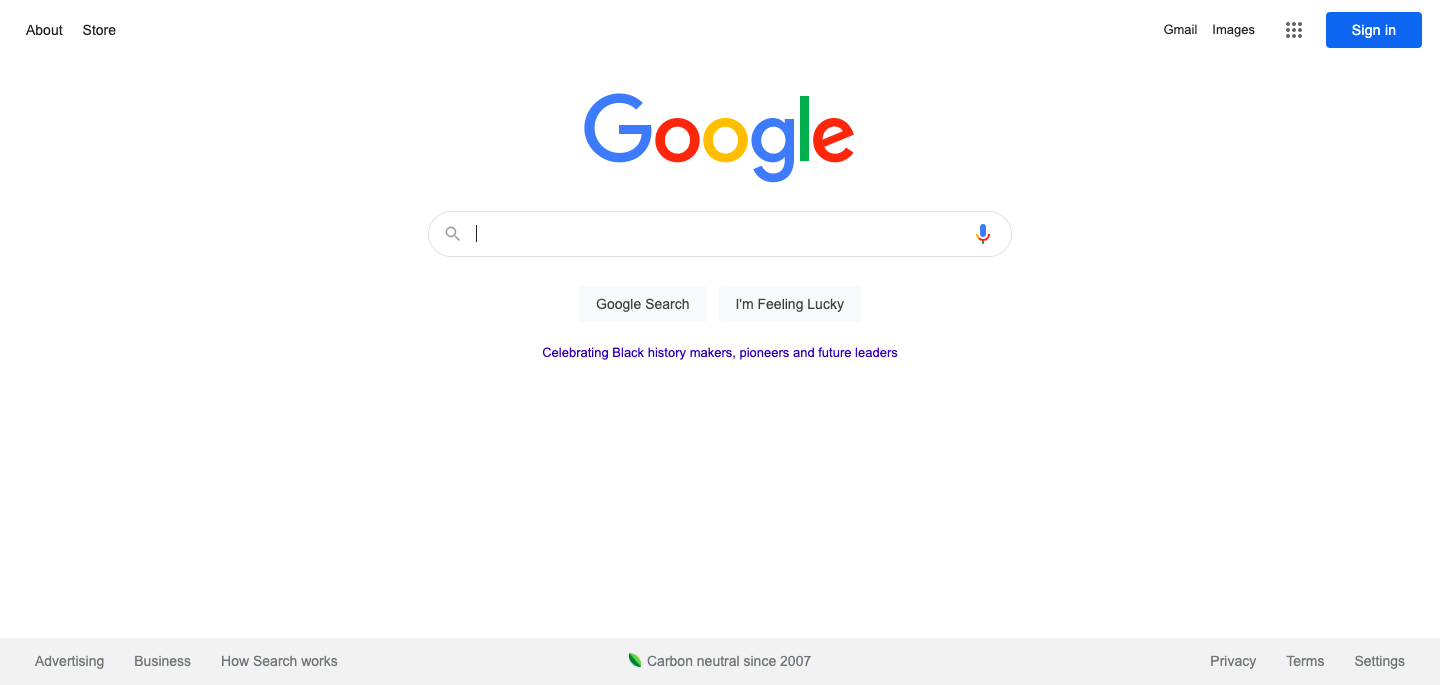 About Store Gmail Images Sign in
Google
Google Search I'm Feeling Lucky
Celebrating Black history makers, pioneers and future leaders
Advertising Business How Search works Carbon neutral since 2007 Privacy Terms Settings